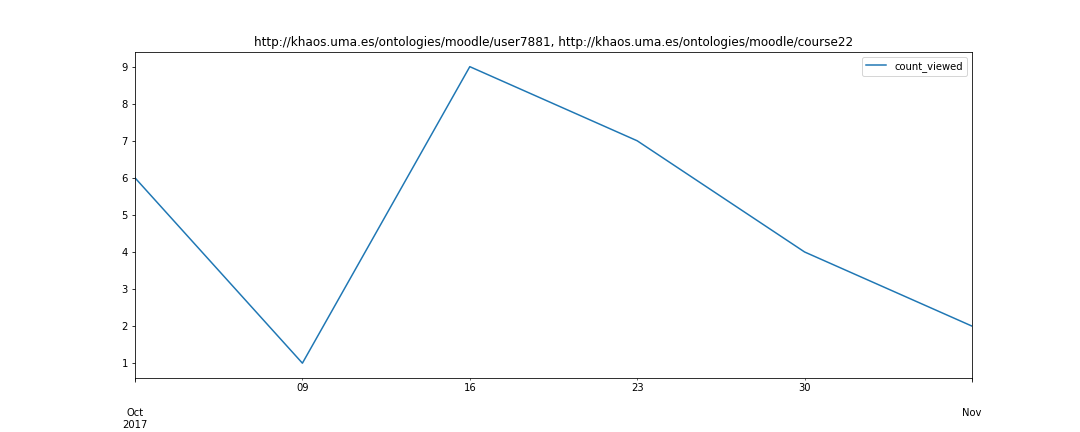 http://khaos.uma.es/ontologies/moodle/user7881, http://khaos.uma.es/ontologies/moodle/course22
count_viewed
9
8
7
6
5
4
3
2
1
09 16 23 30
Oct Nov
2017